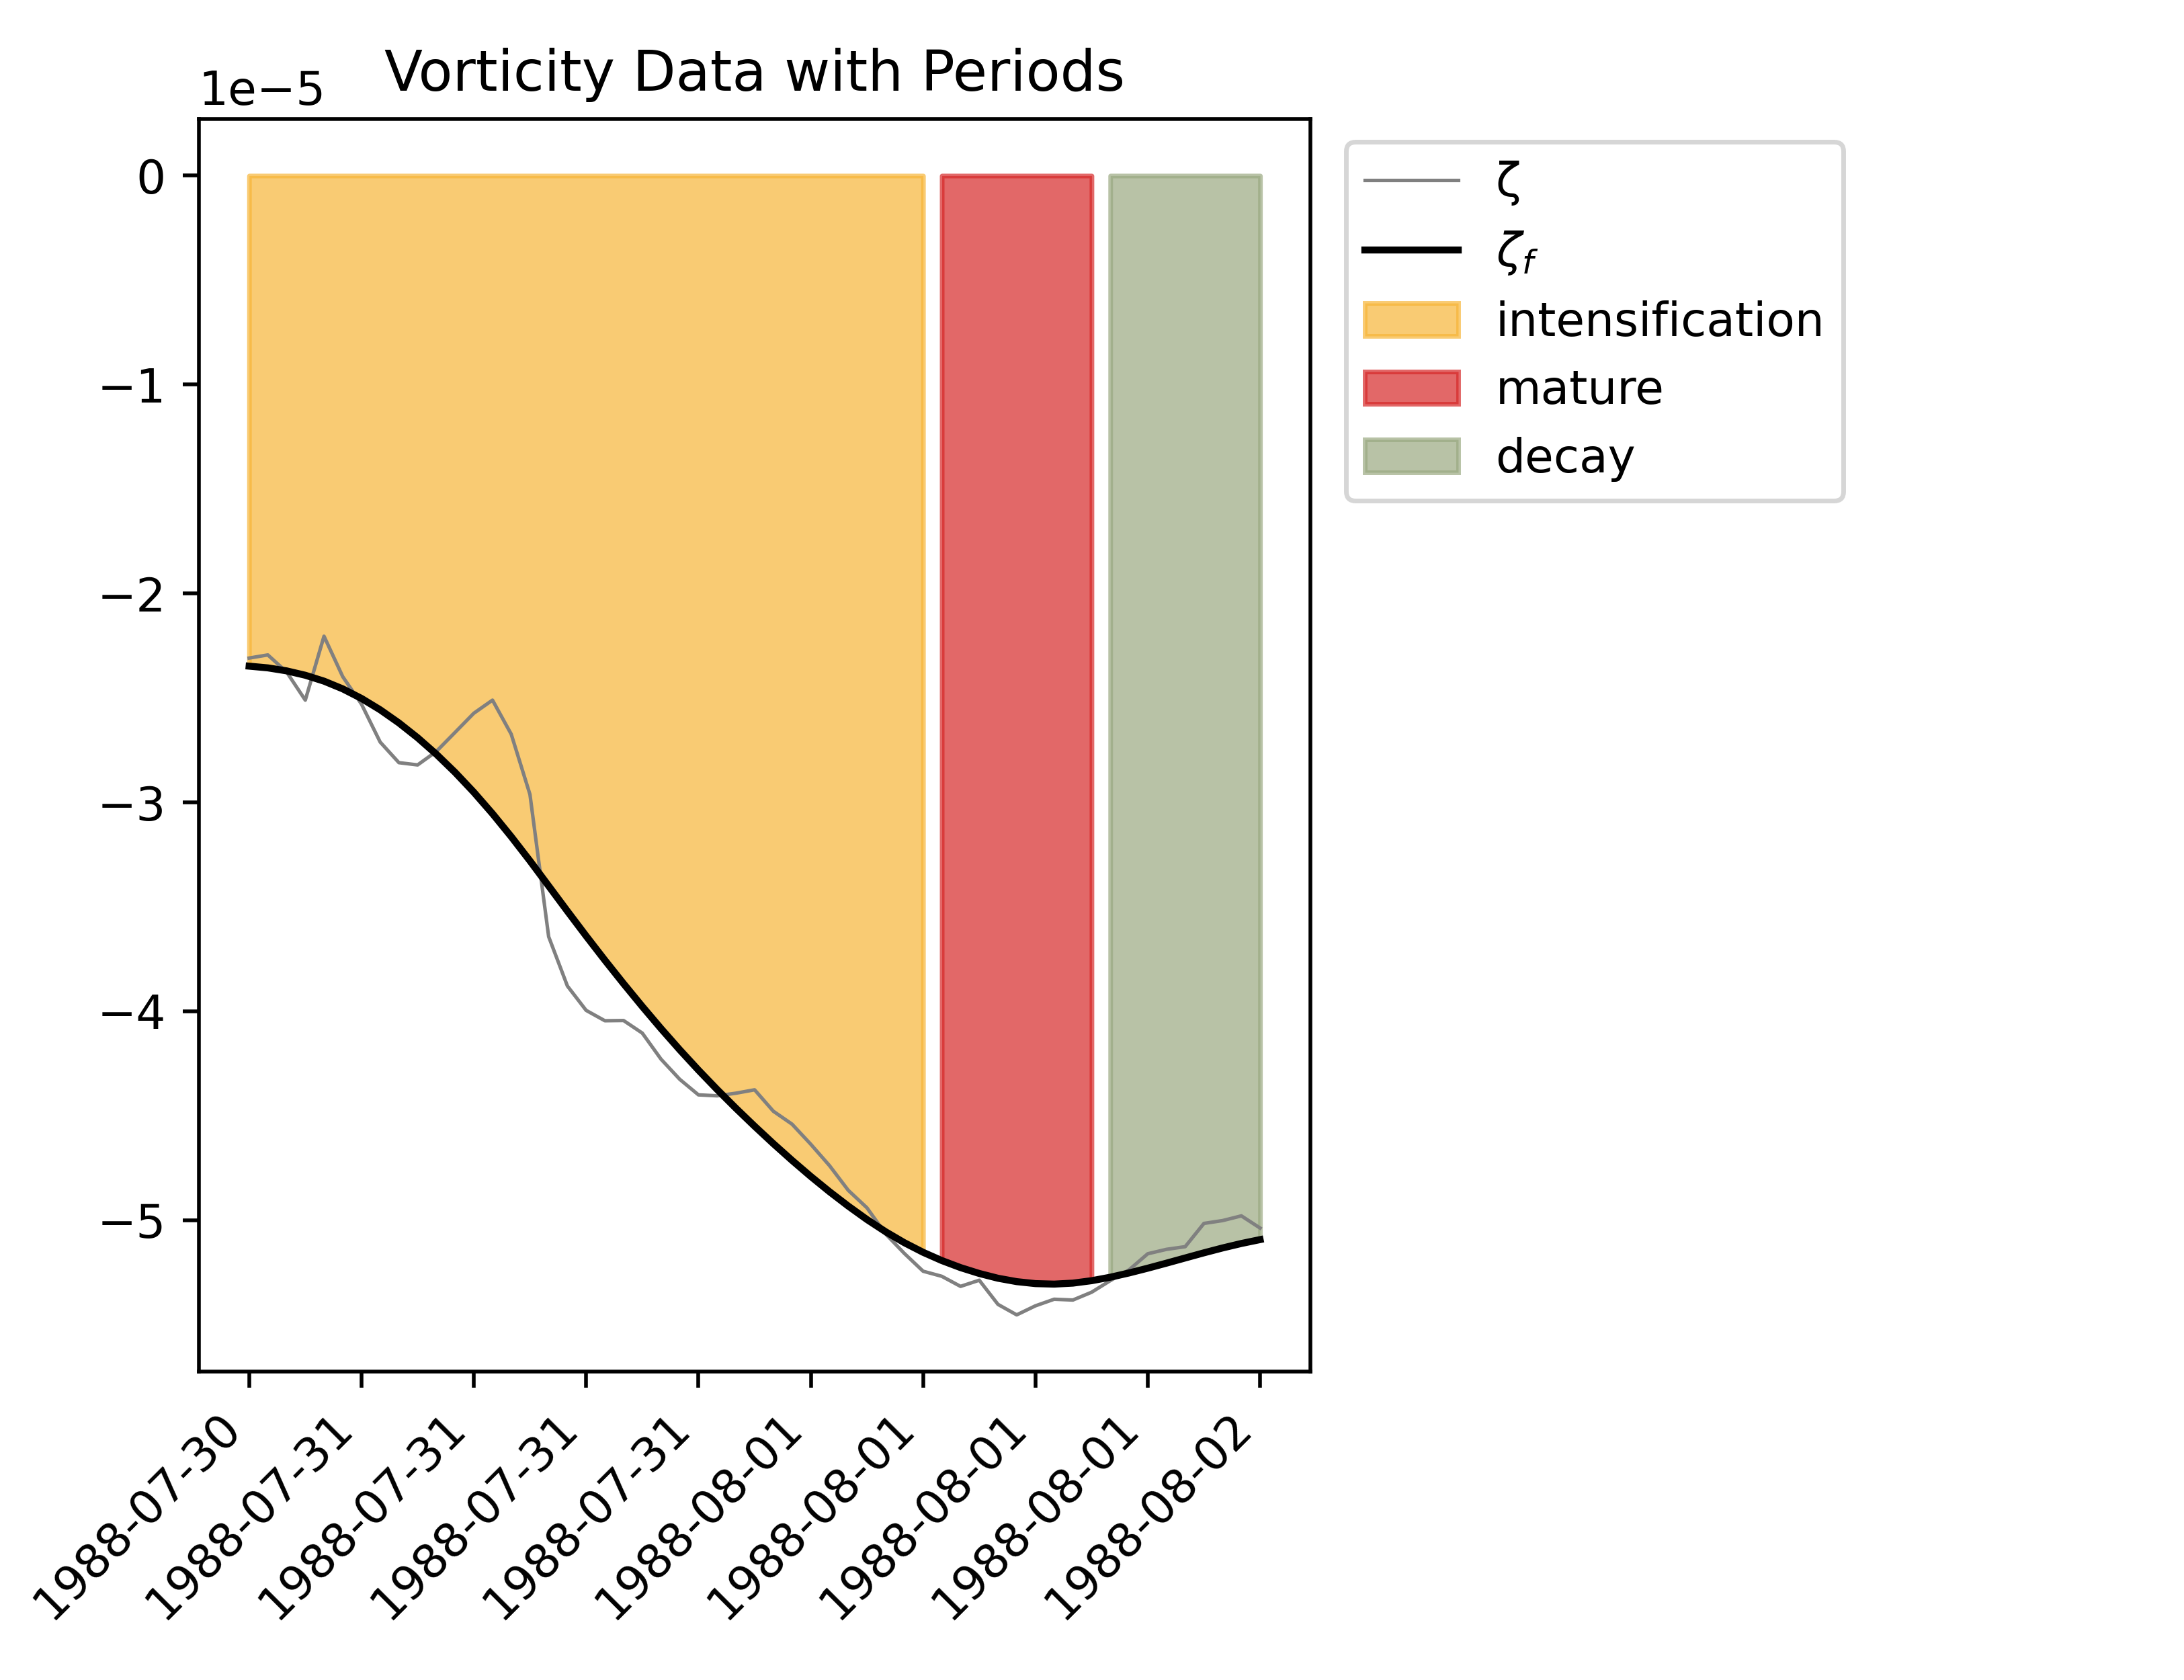 Vorticity Data with Periods
1e−5
0
−1
−2
−3
−4
−5
1988-07-30
1988-07-31
1988-07-31
1988-07-31
1988-07-31
1988-08-01
1988-08-01
1988-08-01
1988-08-01
1988-08-02
ζ
ζf
intensification
mature
decay